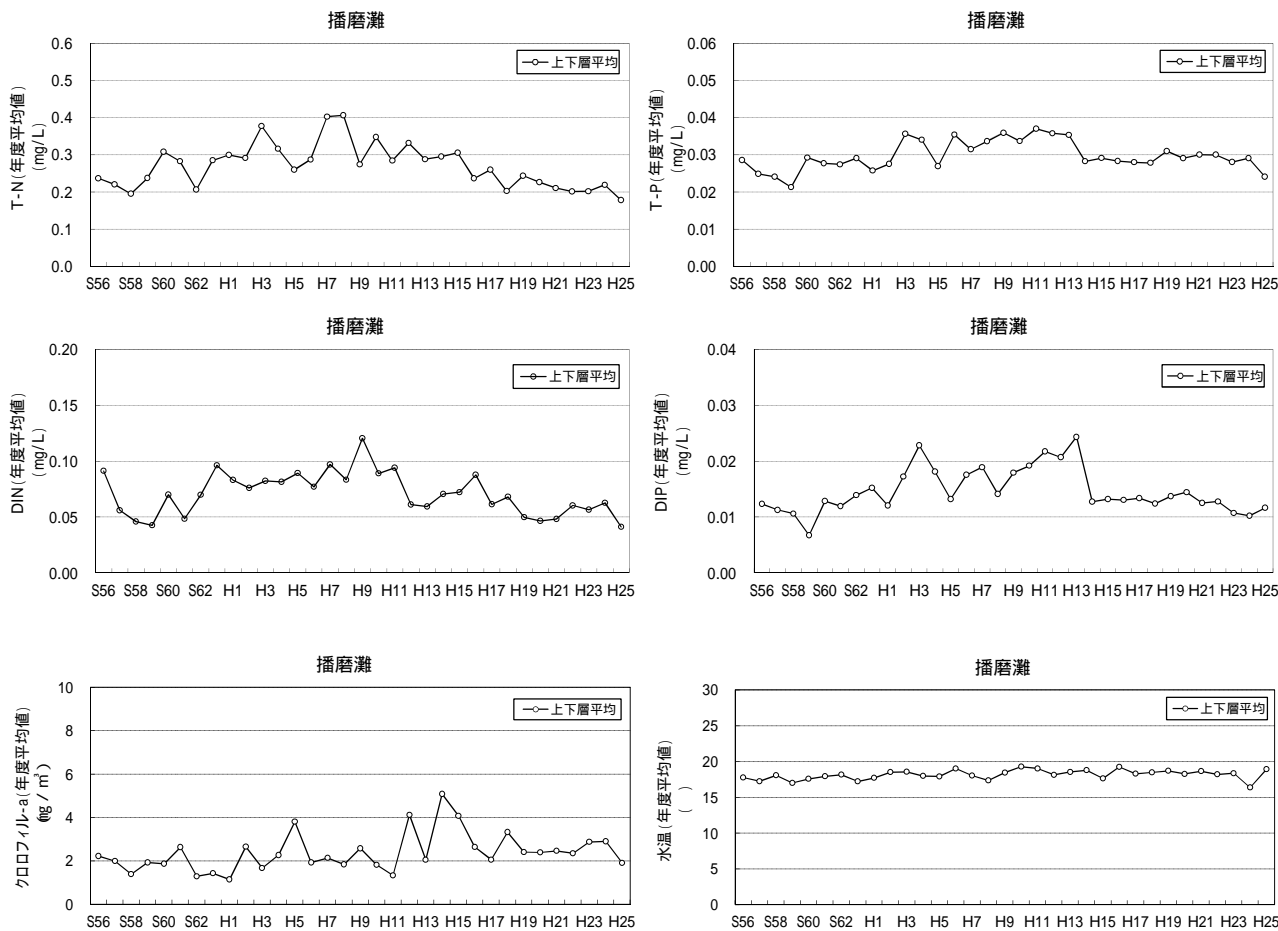 播磨灘
上下層平均
T-N(年度平均値)
(mg/L)
0.6
0.5
0.4
0.3
0.2
0.1
0.0
S56 S58 S60 S62 H1 H3 H5 H7 H9 H11 H13 H15 H17 H19 H21 H23 H25
播磨灘
上下層平均
T-P(年度平均値)
(mg/L)
0.06
0.05
0.04
0.03
0.02
0.01
0.00
S56 S58 S60 S62 H1 H3 H5 H7 H9 H11 H13 H15 H17 H19 H21 H23 H25
播磨灘
上下層平均
DIN(年度平均値)
(mg/L)
0.20
0.15
0.10
0.05
0.00
S56 S58 S60 S62 H1 H3 H5 H7 H9 H11 H13 H15 H17 H19 H21 H23 H25
播磨灘
上下層平均
DIP(年度平均値)
(mg/L)
0.04
0.03
0.02
0.01
0.00
S56 S58 S60 S62 H1 H3 H5 H7 H9 H11 H13 H15 H17 H19 H21 H23 H25
播磨灘
上下層平均
クロロフィル-a(年度平均値)
(mg/㎥)
10
8
6
4
2
0
S56 S58 S60 S62 H1 H3 H5 H7 H9 H11 H13 H15 H17 H19 H21 H23 H25
播磨灘
上下層平均
水温(年度平均値)
( )
30
25
20
15
10
5
0
S56 S58 S60 S62 H1 H3 H5 H7 H9 H11 H13 H15 H17 H19 H21 H23 H25